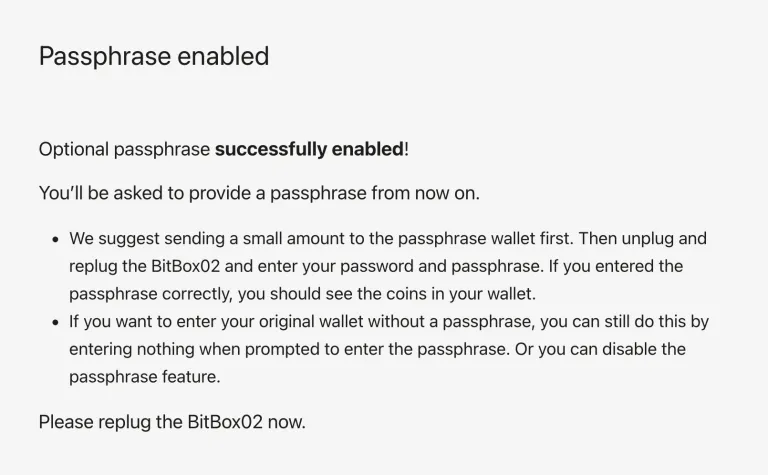 Passphrase enabled
Optional passphrase successfully enabled!
You’ll be asked to provide a passphrase from now on.
• We suggest sending a small amount to the passphrase wallet first. Then unplug and
replug the BitBox02 and enter your password and passphrase. If you entered the
passphrase correctly, you should see the coins in your wallet.
• If you want to enter your original wallet without a passphrase, you can still do this by
entering nothing when prompted to enter the passphrase. Or you can disable the
passphrase feature.
Please replug the BitBox02 now.